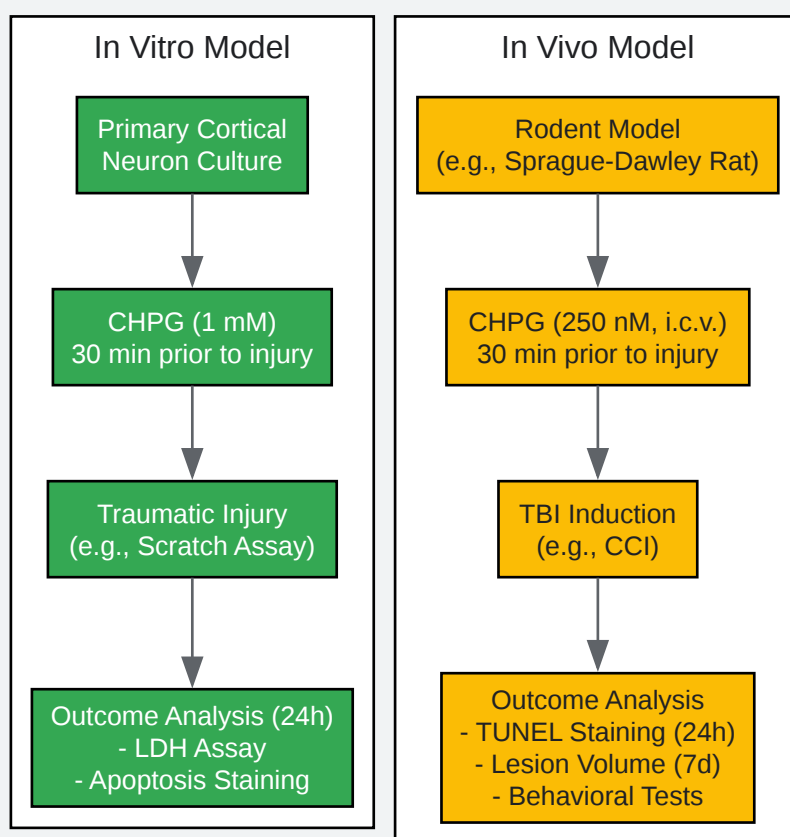 In Vitro Model
Primary Cortical
Neuron Culture
CHPG (1 mM)
30 min prior to injury
Traumatic Injury
(e.g., Scratch Assay)
Outcome Analysis (24h)
- LDH Assay
- Apoptosis Staining
In Vivo Model
Rodent Model
(e.g., Sprague-Dawley Rat)
CHPG (250 nM, i.c.v.)
30 min prior to injury
TBI Induction
(e.g., CCI)
Outcome Analysis
- TUNEL Staining (24h)
- Lesion Volume (7d)
- Behavioral Tests